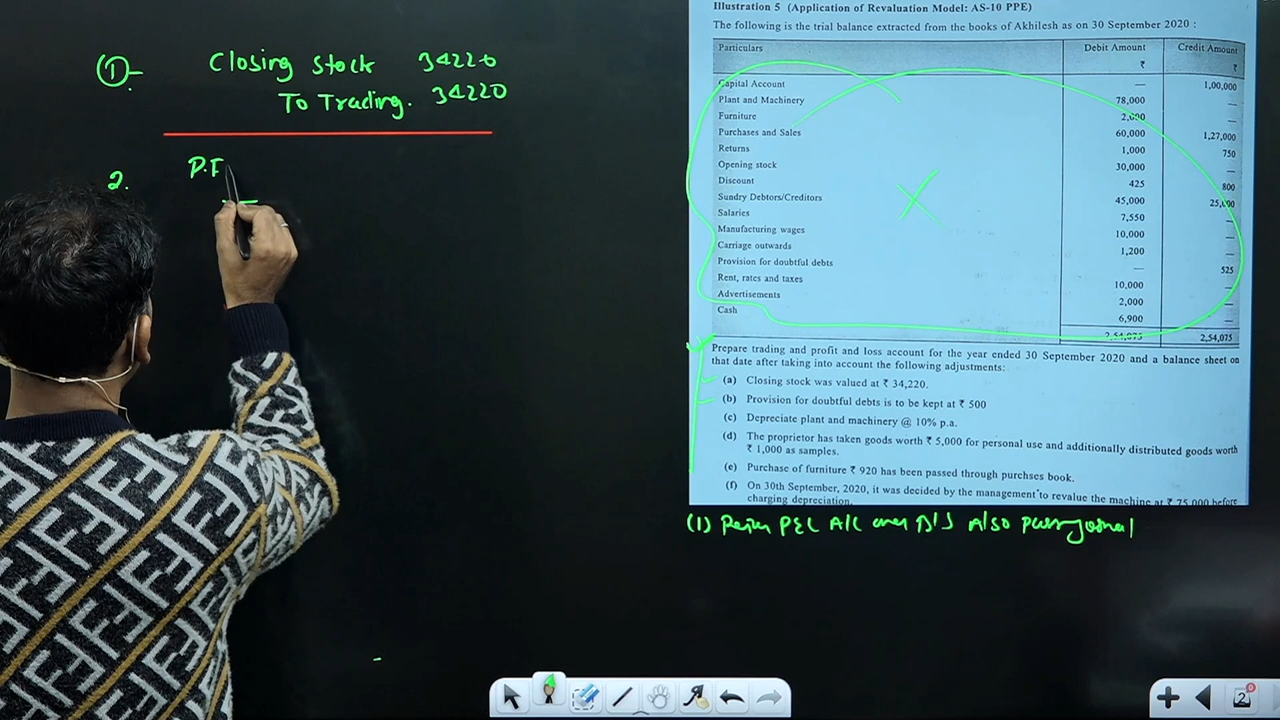 ①- Closing stock 34220
To Trading. 34220
2. P.F
Illustration 5 (Application of Revaluation Model: AS-10 PPE)
The following is the trial balance extracted from the books of Akhilesh as on 30 September 2020 :
Particulars Debit Amount Credit Amount
₹ ₹
Capital Account — 1,00,000
Plant and Machinery 78,000 —
Furniture 2,000 —
Purchases and Sales 60,000 1,27,000
Returns 1,000 750
Opening stock 30,000 —
Discount 425 800
Sundry Debtors/Creditors 45,000 25,000
Salaries 7,550 —
Manufacturing wages 10,000 —
Carriage outwards 1,200 —
Provision for doubtful debts — 525
Rent, rates and taxes 10,000 —
Advertisements 2,000 —
Cash 6,900 —
2,54,075 2,54,075
Prepare trading and profit and loss account for the year ended 30 September 2020 and a balance sheet on
that date after taking into account the following adjustments:
(a) Closing stock was valued at ₹ 34,220.
(b) Provision for doubtful debts is to be kept at ₹ 500
(c) Depreciate plant and machinery @ 10% p.a.
(d) The proprietor has taken goods worth ₹ 5,000 for personal use and additionally distributed goods worth
₹ 1,000 as samples.
(e) Purchase of furniture ₹ 920 has been passed through purchses book.
(f) On 30th September, 2020, it was decided by the management to revalue the machine at ₹ 75,000 before
charging depreciation.
(1) P&L A/c Also
2